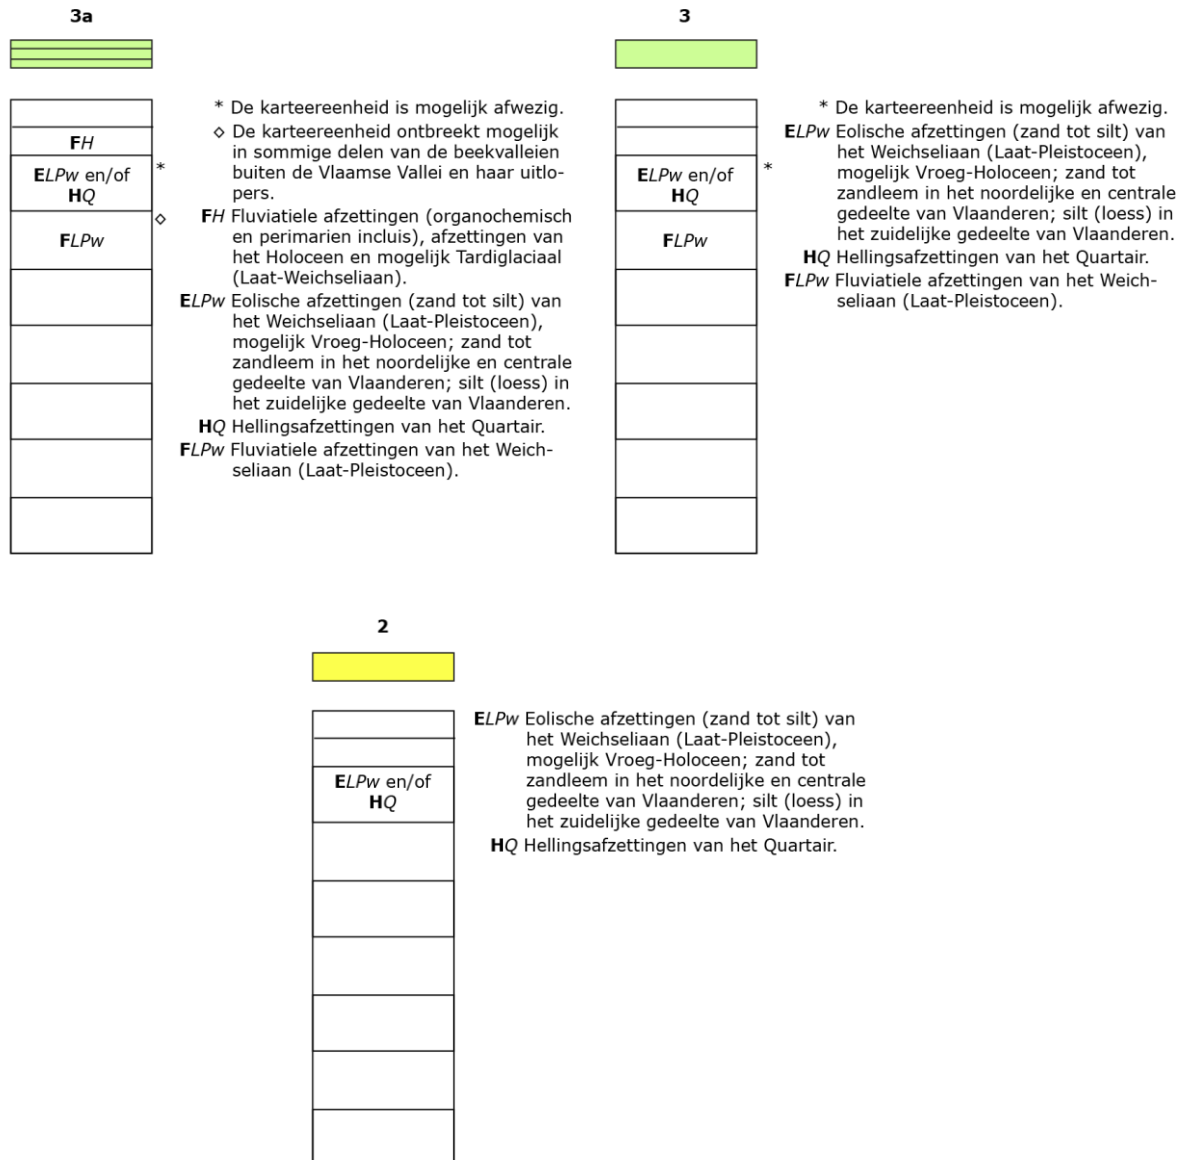 3a
FH
ELPw en/of
HQ
*
◇
FLPw
* De karteereenheid is mogelijk afwezig.
◇ De karteereenheid ontbreekt mogelijk
in sommige delen van de beekvalleien
buiten de Vlaamse Vallei en haar uitlo-
pers.
FH Fluviatiele afzettingen (organochemisch
en perimarien incluis), afzettingen van
het Holoceen en mogelijk Tardiglaciaal
(Laat-Weichseliaan).
ELPw Eolische afzettingen (zand tot silt) van
het Weichseliaan (Laat-Pleistoceen),
mogelijk Vroeg-Holoceen; zand tot
zandleem in het noordelijke en centrale
gedeelte van Vlaanderen; silt (loess) in
het zuidelijke gedeelte van Vlaanderen.
HQ Hellingsafzettingen van het Quartair.
FLPw Fluviatiele afzettingen van het Weich-
seliaan (Laat-Pleistoceen).
3
ELPw en/of
HQ
*
FLPw
* De karteereenheid is mogelijk afwezig.
ELPw Eolische afzettingen (zand tot silt) van
het Weichseliaan (Laat-Pleistoceen),
mogelijk Vroeg-Holoceen; zand tot
zandleem in het noordelijke en centrale
gedeelte van Vlaanderen; silt (loess) in
het zuidelijke gedeelte van Vlaanderen.
HQ Hellingsafzettingen van het Quartair.
FLPw Fluviatiele afzettingen van het Weich-
seliaan (Laat-Pleistoceen).
2
ELPw en/of
HQ
ELPw Eolische afzettingen (zand tot silt) van
het Weichseliaan (Laat-Pleistoceen),
mogelijk Vroeg-Holoceen; zand tot
zandleem in het noordelijke en centrale
gedeelte van Vlaanderen; silt (loess) in
het zuidelijke gedeelte van Vlaanderen.
HQ Hellingsafzettingen van het Quartair.